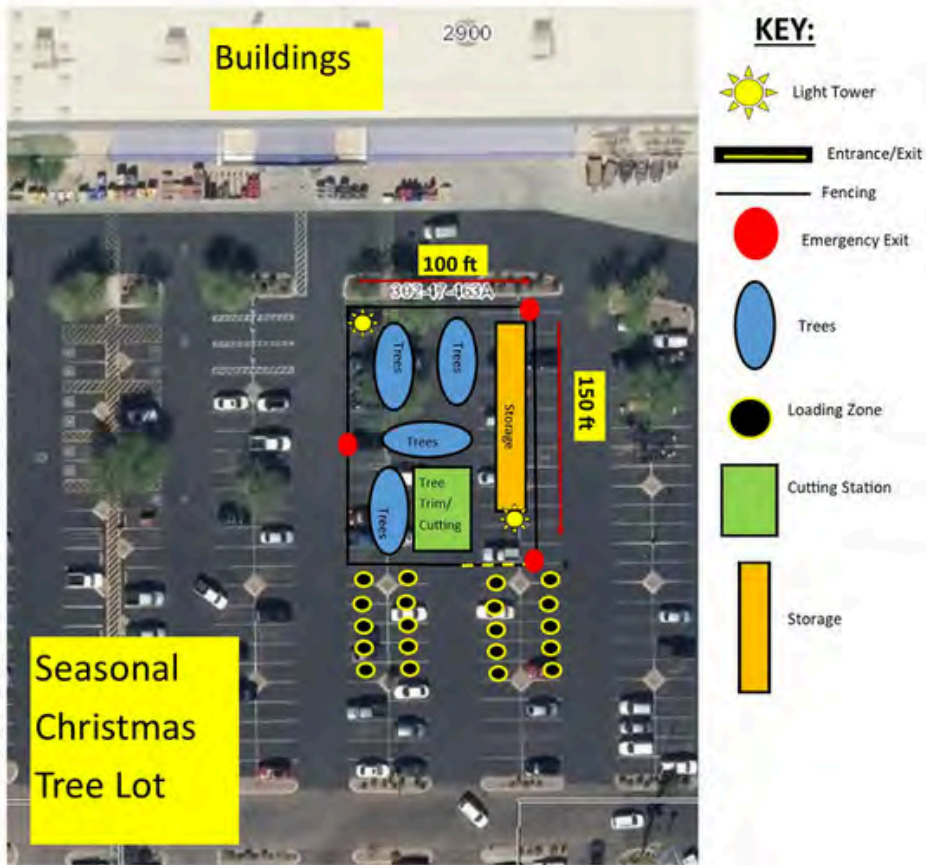 2900
Buildings
KEY:
Light Tower
Entrance/Exit
Fencing
Emergency Exit
Trees
Loading Zone
Cutting Station
Storage
100 ft
302-47-463A
150 ft
Trees
Trees
Trees
Trees
Storage
Tree
Trim/
Cutting
Seasonal
Christmas
Tree Lot